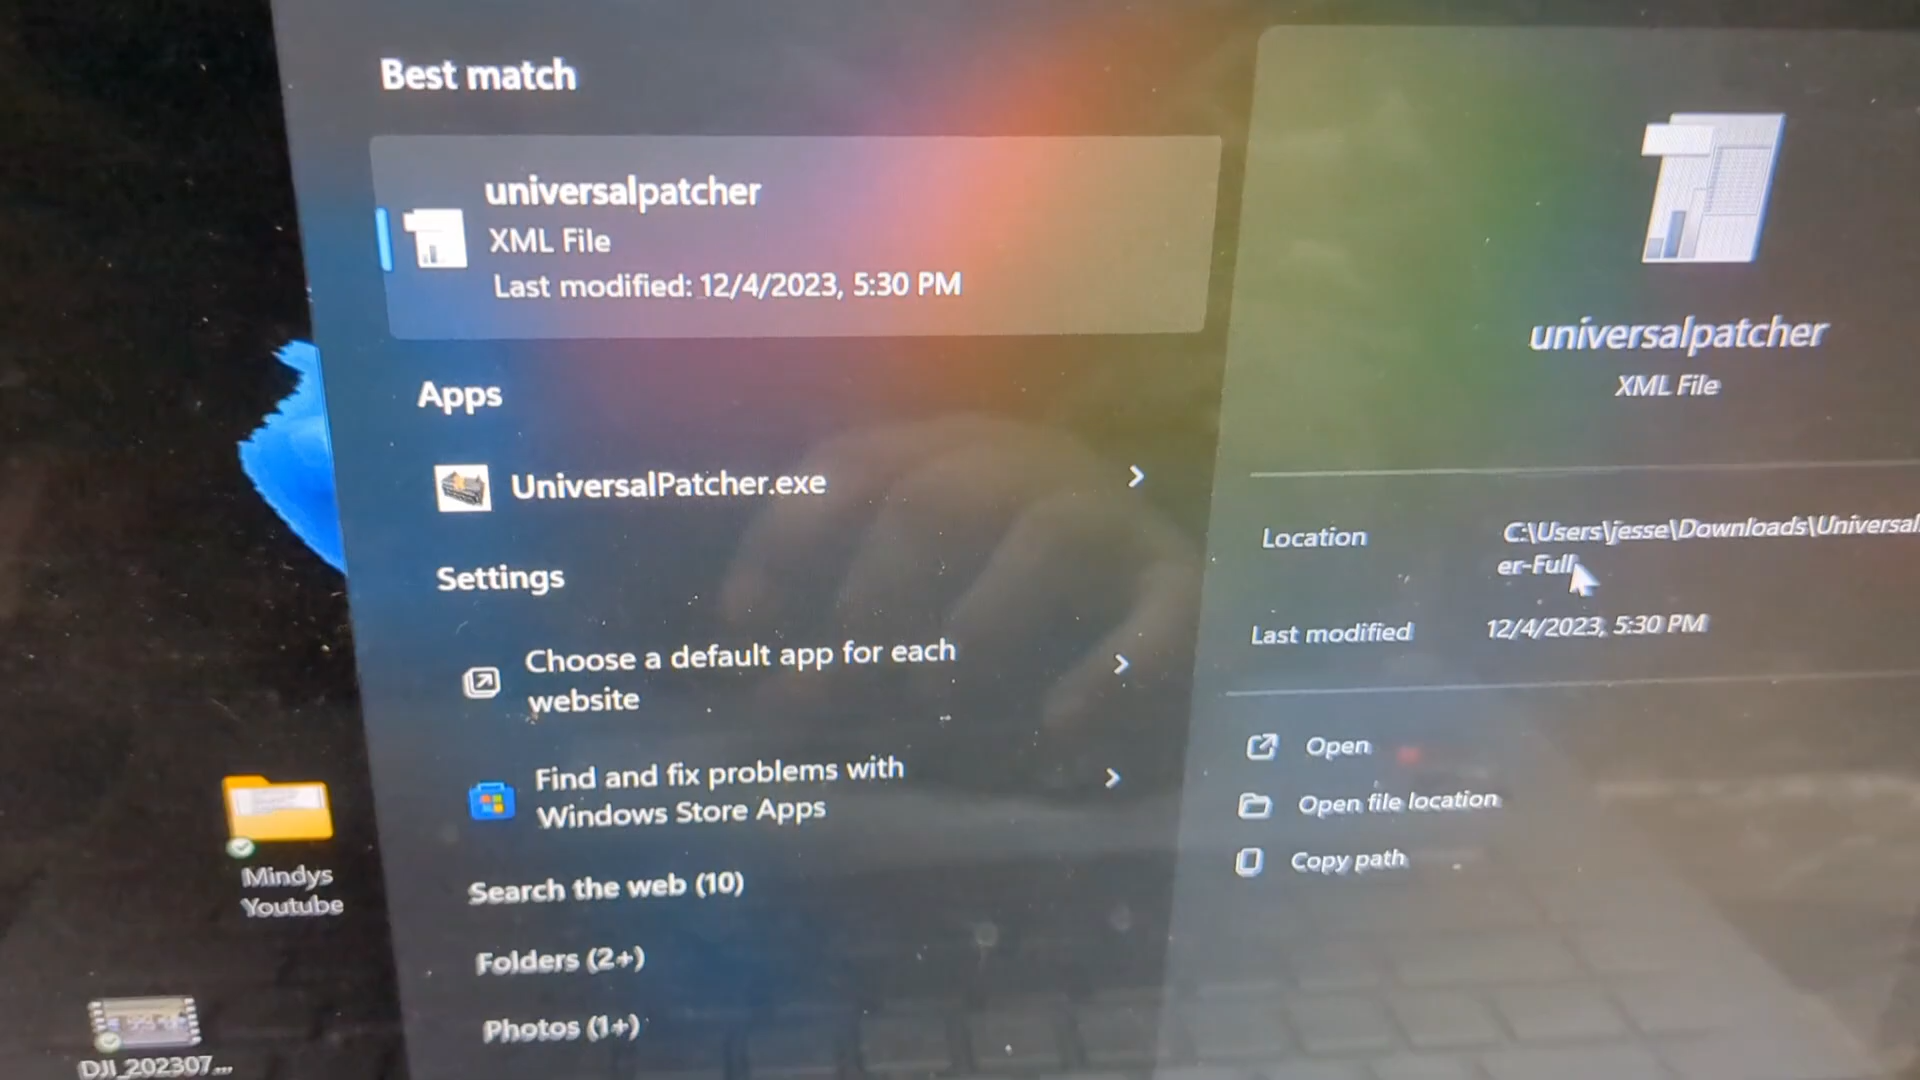 Best match
universalpatcher
XML File
Last modified: 12/4/2023, 5:30 PM
Apps
UniversalPatcher.exe
Settings
Choose a default app for each
website
Find and fix problems with
Windows Store Apps
Search the web (10)
Folders (2+)
Photos (1+)
universalpatcher
XML File
Location
C:\Users\jesse\Downloads\Universal
er-Full
Last modified
12/4/2023, 5:30 PM
Open
Open file location
Copy path
Mindys
Youtube
DJI_202307...